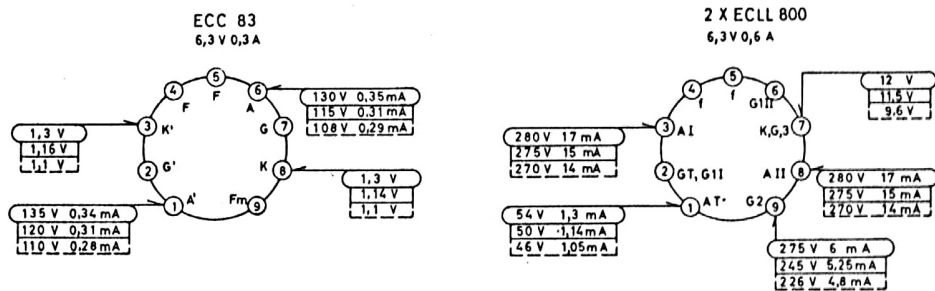 ECC 83
6,3 V 0,3 A
5
F
4
F
6
A
130 V 0,35 mA
115 V 0.31 mA
108 V 0,29 mA
3
K'
1,3 V
1,16 V
1,1 V
7
G
2
G'
8
K
1,3 V
1,14 V
1,1 V
1
A'
135 V 0,34 mA
120 V 0,31 mA
110 V 0,28 mA
9
Fm
2 X ECLL 800
6,3 V 0,6 A
5
f
4
f
6
G1II
12 V
11,5
9.6 V
3
A I
280 V 17 mA
275 V 15 mA
270 V 14 mA
7
K,G,3
2
GT, G1I
8
A II
280 V 17 mA
275 V 15 mA
270 V 14 mA
1
AT·
54 V 1,3 mA
50 V ·1,14 mA
46 V 1,05 mA
9
G2
275 V 6 mA
245 V 5,25 mA
226 V 4,8 mA